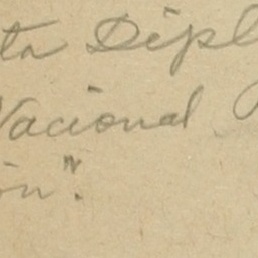 ta Dipl
Nacional
ón".